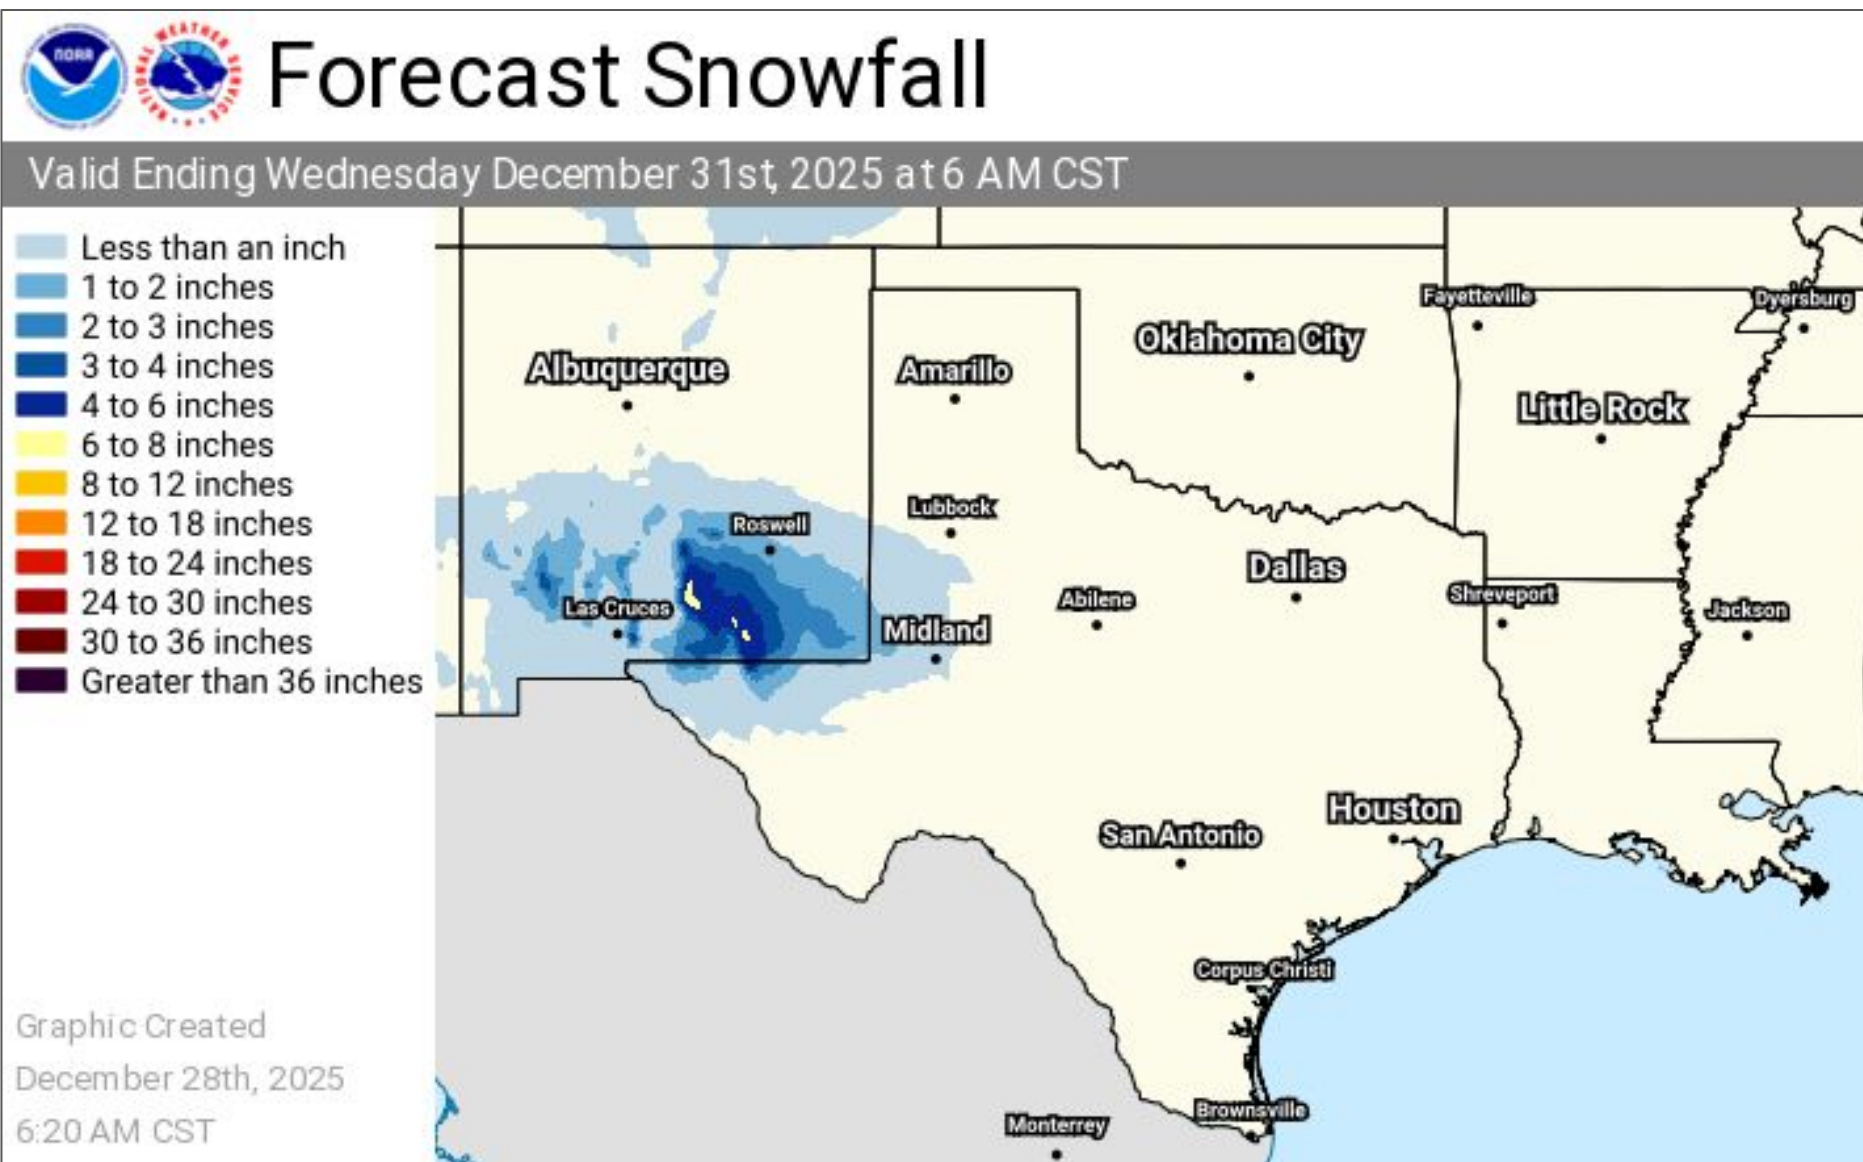 NOAA
NATIONAL WEATHER SERVICE
Forecast Snowfall
Valid Ending Wednesday December 31st, 2025 at 6 AM CST
Less than an inch
1 to 2 inches
2 to 3 inches
3 to 4 inches
4 to 6 inches
6 to 8 inches
8 to 12 inches
12 to 18 inches
18 to 24 inches
24 to 30 inches
30 to 36 inches
Greater than 36 inches
Fayetteville
Dyersburg
Oklahoma City
Albuquerque
Amarillo
Little Rock
Lubbock
Roswell
Dallas
Abilene
Shreveport
Las Cruces
Jackson
Midland
Houston
San Antonio
Corpus Christi
Brownsville
Monterrey
Graphic Created
December 28th, 2025
6:20 AM CST